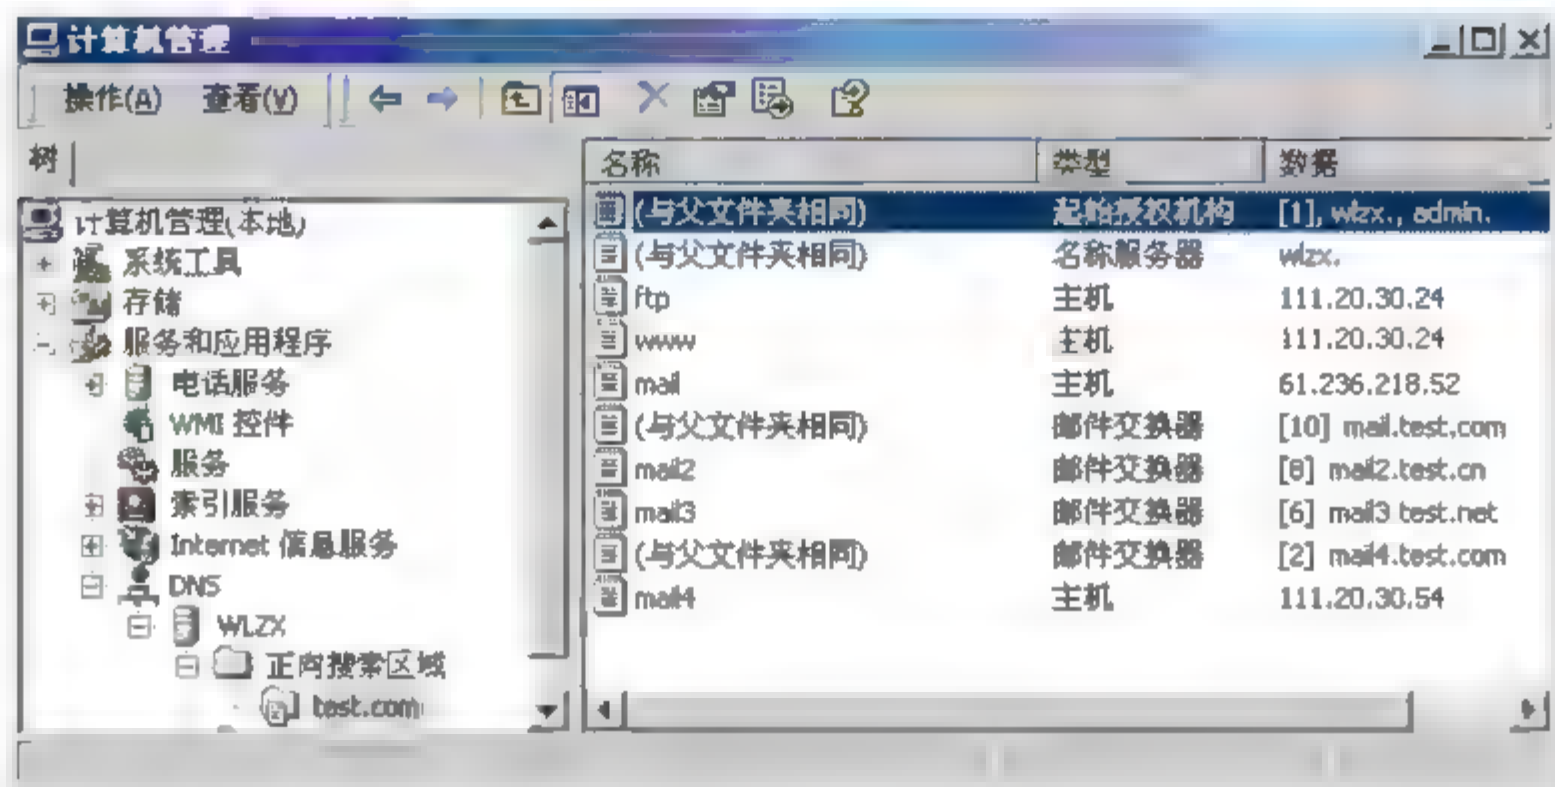 计算机管理
操作(A) 查看(V)
树
计算机管理(本地)
系统工具
存储
服务和应用程序
电话服务
WMI 控件
服务
索引服务
Internet 信息服务
DNS
WLZX
正向搜索区域
test.com
名称 类型 数据
(与父文件夹相同) 起始授权机构 [1], wlzx., admin.
(与父文件夹相同) 名称服务器 wlzx.
ftp 主机 111.20.30.24
www 主机 111.20.30.24
mail 主机 61.236.218.52
(与父文件夹相同) 邮件交换器 [10] mail.test.com
mail2 邮件交换器 [8] mail2.test.cn
mail3 邮件交换器 [6] mail3.test.net
(与父文件夹相同) 邮件交换器 [2] mail4.test.com
mail4 主机 111.20.30.54